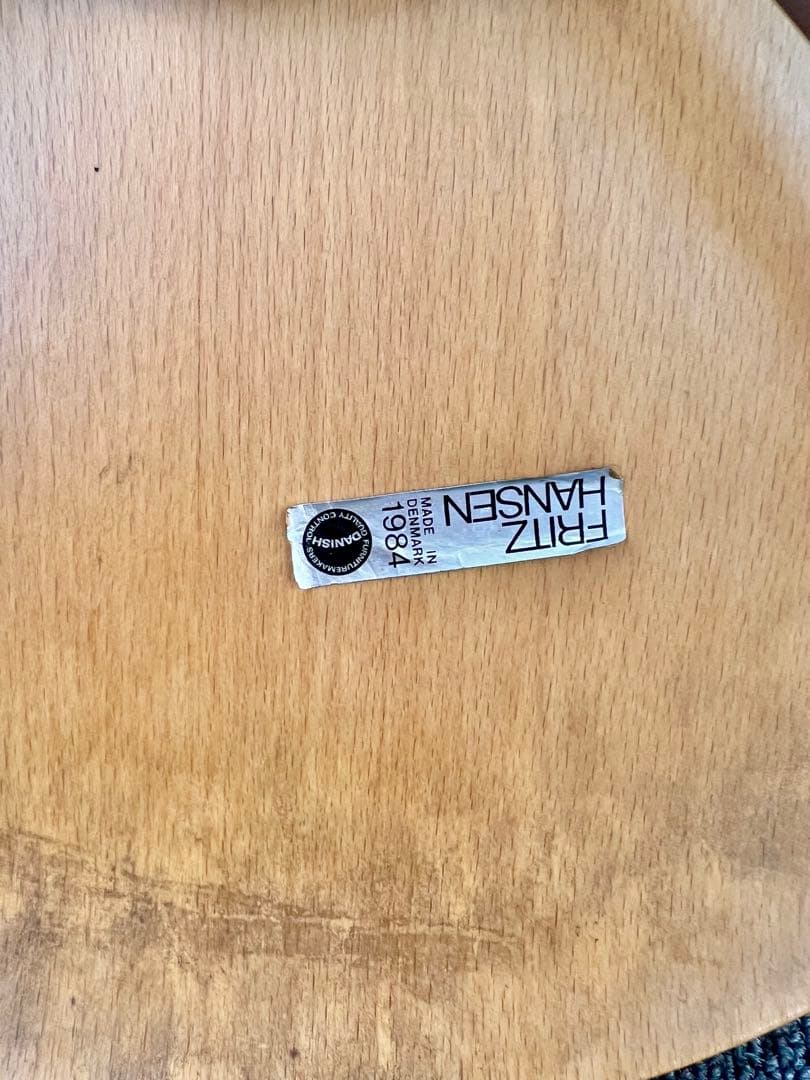 FRITZ
HANSEN
MADE IN
DENMARK
1984
DANISH
FURNITUREMAKERS QUALITY CONTROL